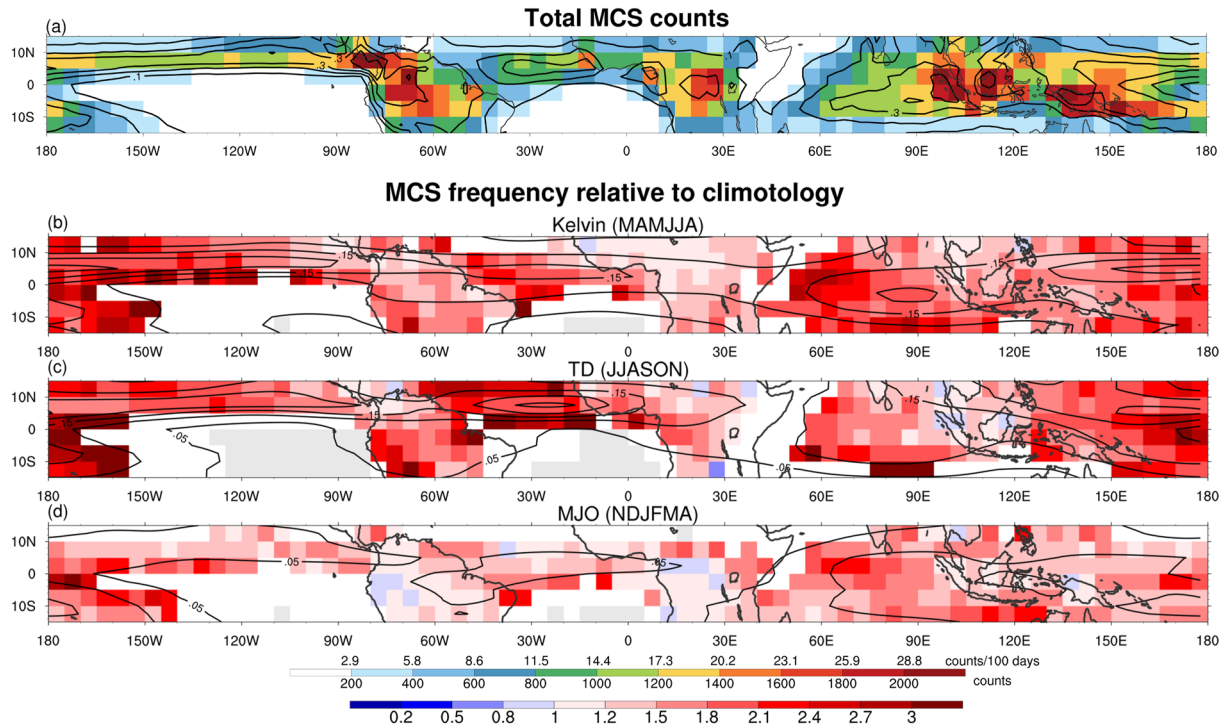 Total MCS counts
(a)
10N
0
10S
.1
.3
.3
.3
180 150W 120W 90W 60W 30W 0 30E 60E 90E 120E 150E 180
MCS frequency relative to climotology
(b) Kelvin (MAMJJA)
10N
0
10S
.15
.15
.15
.15
.15
180 150W 120W 90W 60W 30W 0 30E 60E 90E 120E 150E 180
(c) TD (JJASON)
10N
0
10S
.15
.15
.15
.15
.05
.05
.05
180 150W 120W 90W 60W 30W 0 30E 60E 90E 120E 150E 180
(d) MJO (NDJFMA)
10N
0
10S
.05
.05
.05
180 150W 120W 90W 60W 30W 0 30E 60E 90E 120E 150E 180
2.9 5.8 8.6 11.5 14.4 17.3 20.2 23.1 25.9 28.8 counts/100 days
200 400 600 800 1000 1200 1400 1600 1800 2000 counts
0.2 0.5 0.8 1 1.2 1.5 1.8 2.1 2.4 2.7 3